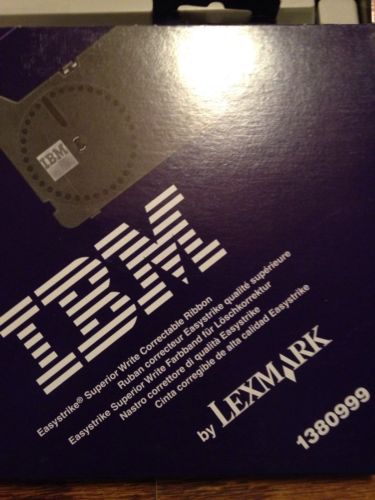 IBM
IBM
Easystrike® Superior Write Correctable Ribbon
Ruban correcteur Easystrike qualité supérieure
Easystrike Superior Write Farbband für Löschkorrektur
Nastro correttore di qualità Easystrike
Cinta corregible de alta calidad Easystrike
by LEXMARK
1380999